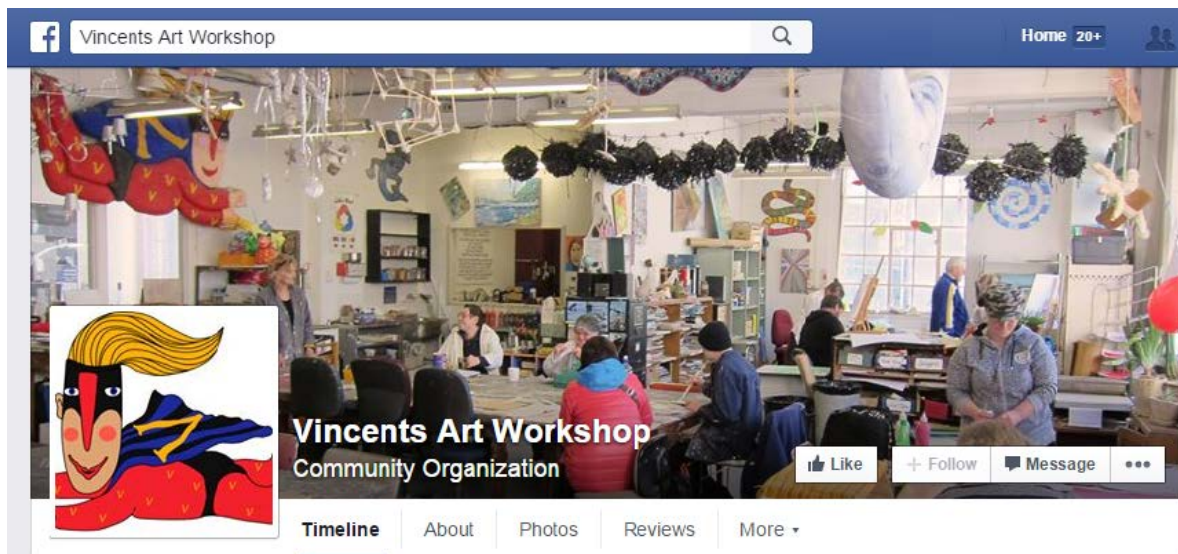 Vincents Art Workshop
Home 20+
Vincents Art Workshop
Community Organization
Like
+ Follow
Message
Timeline
About
Photos
Reviews
More